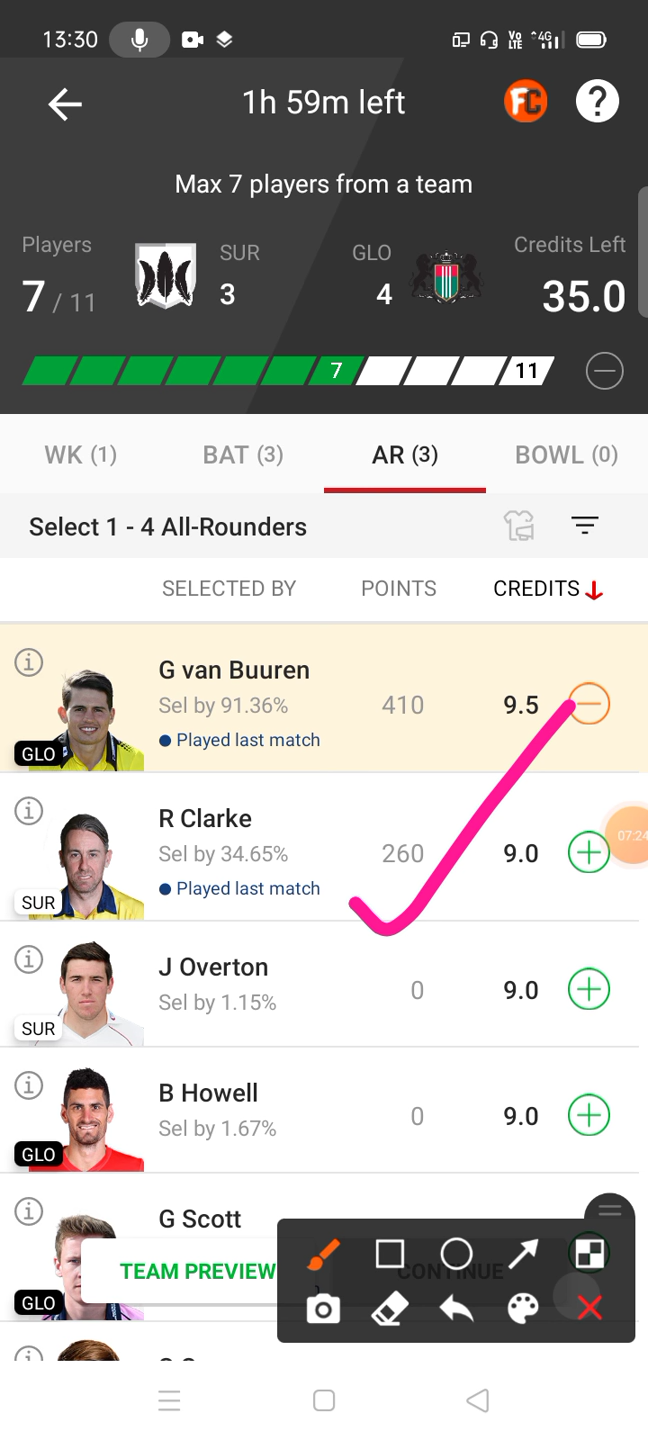 13:30
Vo LTE 4G
1h 59m left
FC
?
Max 7 players from a team
Players SUR GLO Credits Left
7 / 11 3 4 35.0
7 11
WK (1) BAT (3) AR (3) BOWL (0)
Select 1 - 4 All-Rounders
SELECTED BY POINTS CREDITS
G van Buuren
Sel by 91.36% 410 9.5
Played last match
GLO
R Clarke
Sel by 34.65% 260 9.0
07:24
Played last match
SUR
J Overton
Sel by 1.15% 0 9.0
SUR
B Howell
Sel by 1.67% 0 9.0
GLO
G Scott
TEAM PREVIEW CONTINUE
GLO